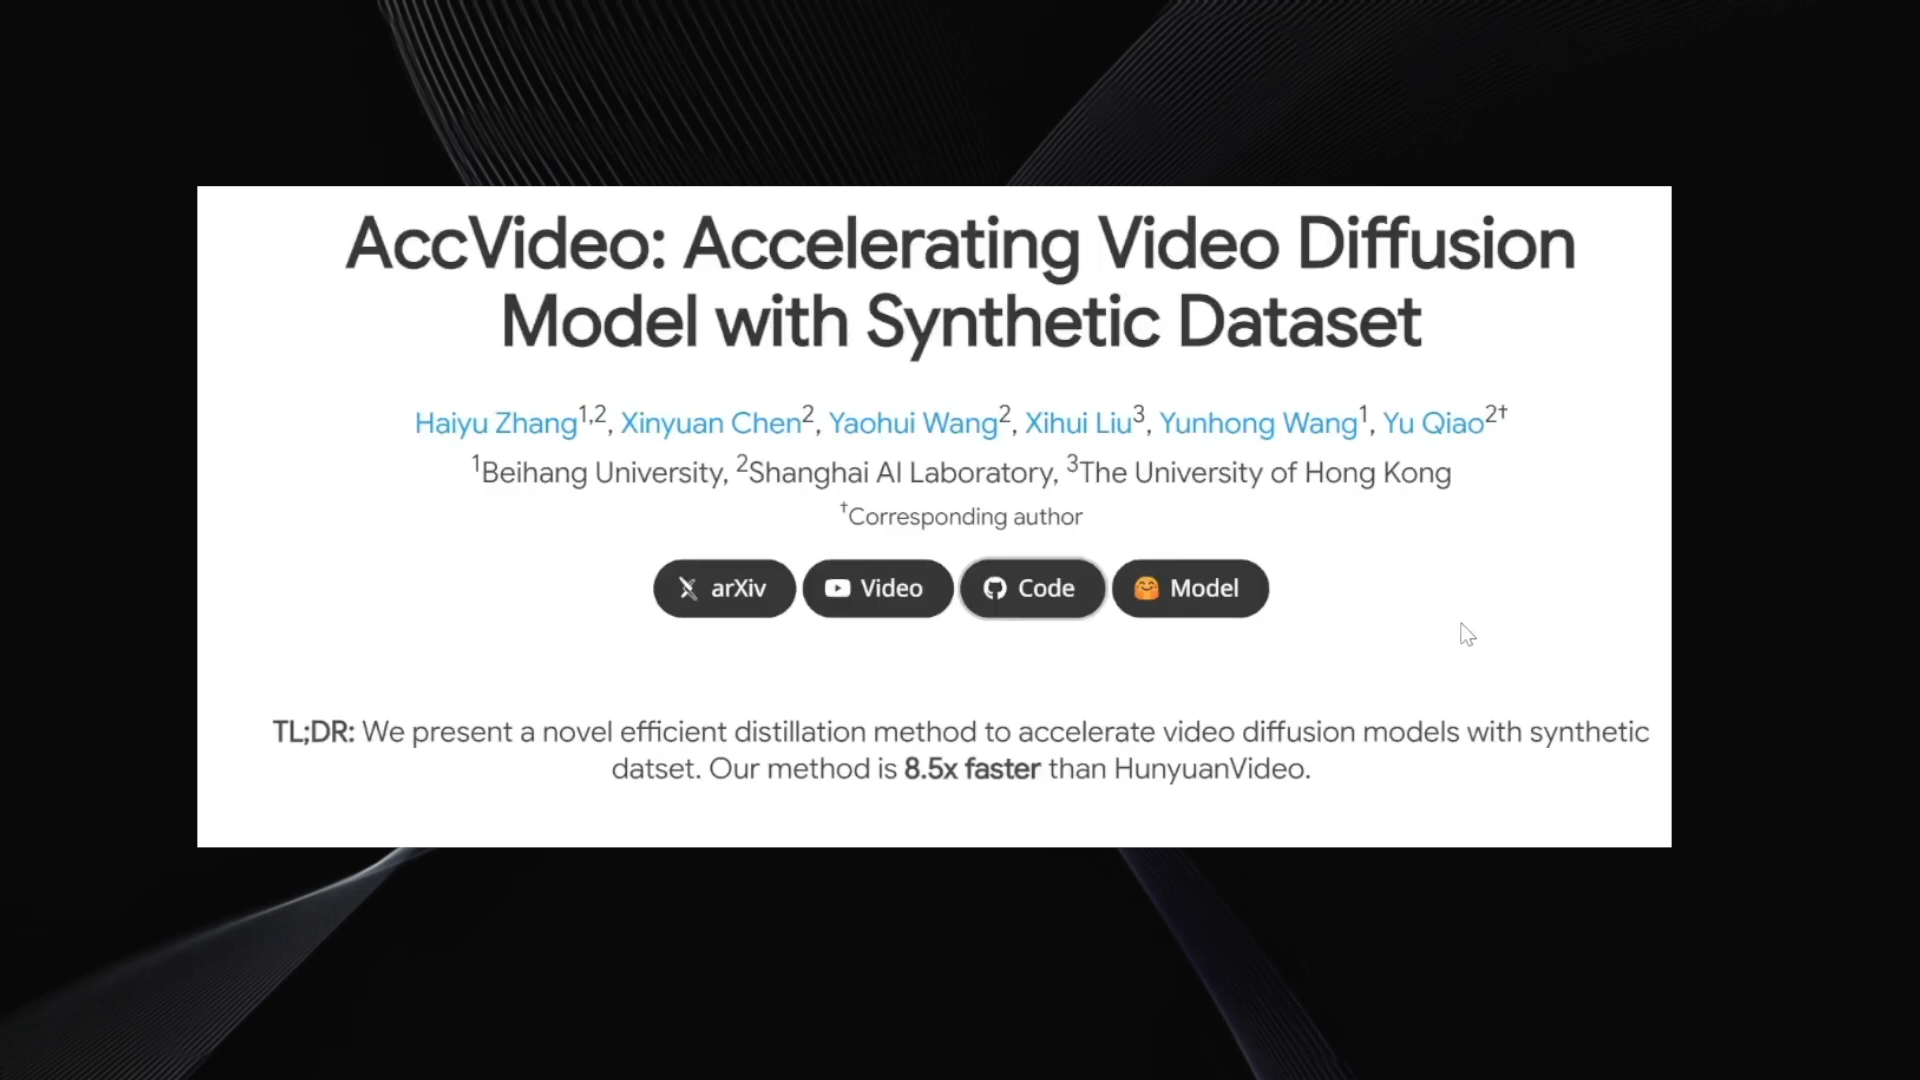 AccVideo: Accelerating Video Diffusion
Model with Synthetic Dataset
Haiyu Zhang1,2, Xinyuan Chen2, Yaohui Wang2, Xihui Liu3, Yunhong Wang1, Yu Qiao2†
1Beihang University, 2Shanghai AI Laboratory, 3The University of Hong Kong
†Corresponding author
arXiv Video Code Model
TL;DR: We present a novel efficient distillation method to accelerate video diffusion models with synthetic
datset. Our method is 8.5x faster than HunyuanVideo.